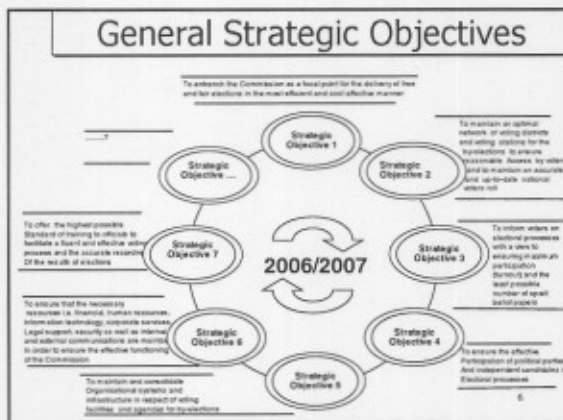 General Strategic Objectives
To entrench the Commission as a focal point for the delivery of free
and fair elections in the most efficient and cost effective manner
Strategic
Objective 1
To maintain an optimal
network of voting districts
and voting stations for the
by-elections to ensure
reasonable Access by voters
and to maintain an accurate
and up-to-date national
voters roll
Strategic
Objective 2
Strategic
Objective ....
To offer the highest possible
Standard of training to officials to
facilitate a fluent and effective voting
process and the accurate recording
Of the results of elections
Strategic
Objective 7
2006/2007
Strategic
Objective 3
To inform voters on
electoral processes
with a view to
ensuring maximum
participation
(turnout) and the
least possible
number of spoilt
ballot papers
To ensure that the necessary
resources i.e. financial, human resources,
Information technology, corporate services,
Legal support, security as well as internal
and external communications are
In order to ensure the effective functioning
of the Commission
Strategic
Objective 6
Strategic
Objective 4
To ensure the effective
Participation of political parties
And independent candidates
Electoral processes
Strategic
Objective 5
To maintain and consolidate
Organisational systems and
infrastructure in respect of voting
facilities and agencies for by-elections
6